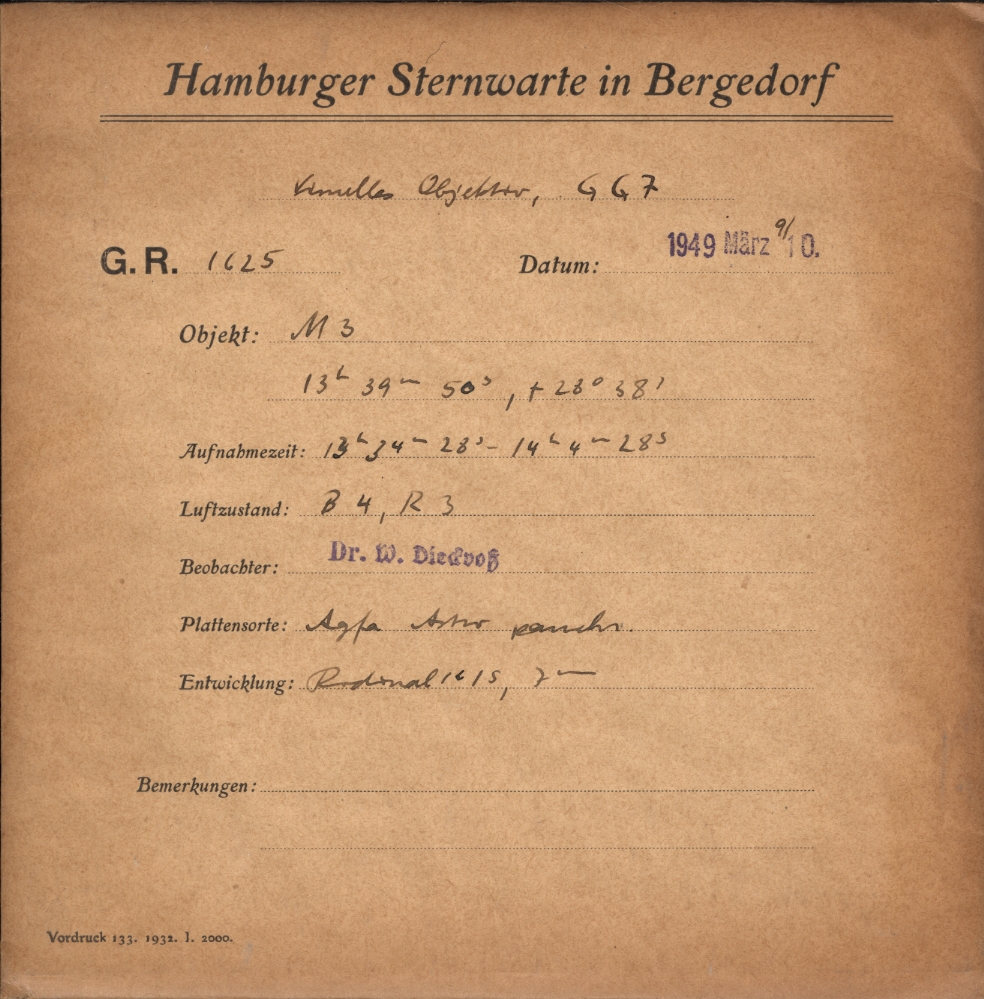 Hamburger Sternwarte in Bergedorf
visuelles Objektiv, GG7
G.R. 1625 Datum: 1949 März 9/10.
Objekt: M 3
13h 39m 50s, + 28° 38'
Aufnahmezeit: 13h 34m 28s - 14h 4m 28s
Luftzustand: B 4, R 3
Beobachter: Dr. W. Dieckvoß
Plattensorte: Agfa Astro panchr.
Entwicklung: Rodinal 1:15, 7m
Bemerkungen:
Vordruck 133. 1932. I. 2000.